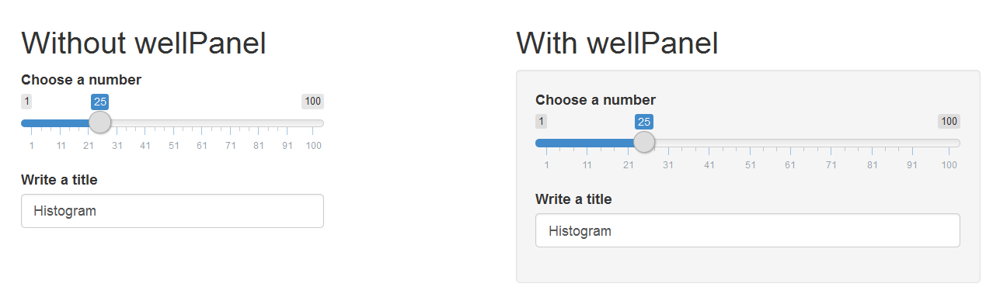 Without wellPanel
Choose a number
1 25 100
1 11 21 31 41 51 61 71 81 91 100
Write a title
Histogram
With wellPanel
Choose a number
1 25 100
1 11 21 31 41 51 61 71 81 91 100
Write a title
Histogram